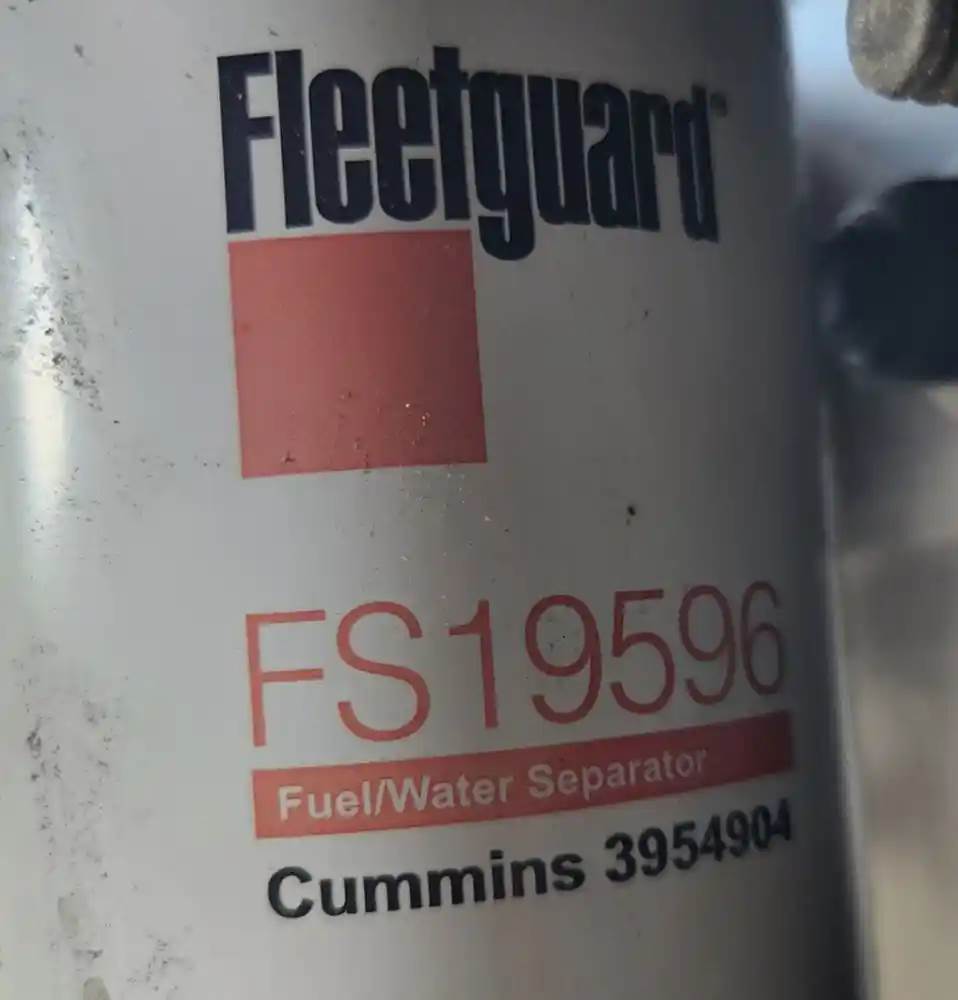 Fleetguard
FS19596
Fuel/Water Separator
Cummins 3954904